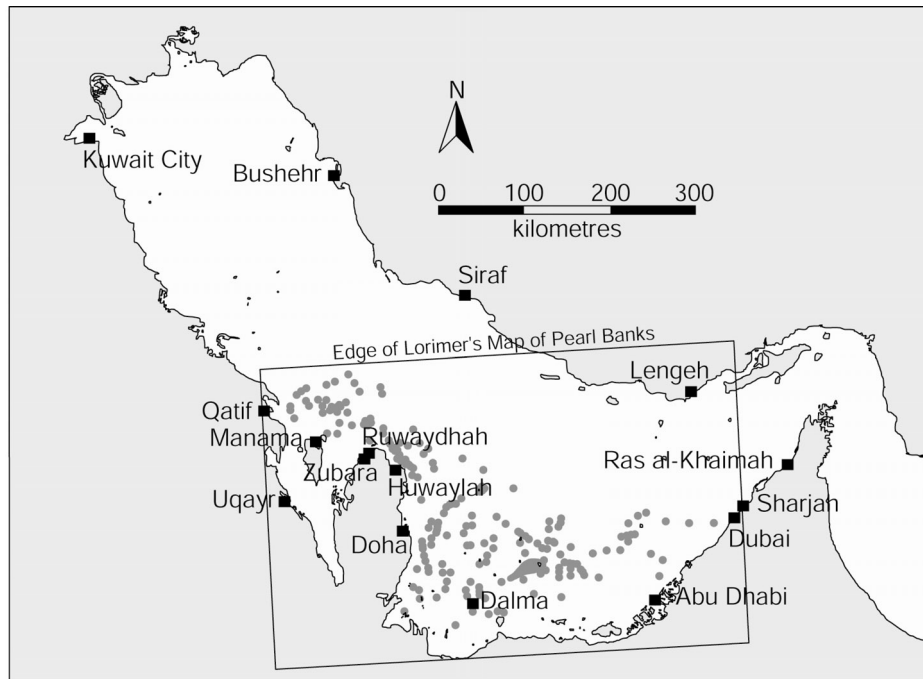 N
Kuwait City
Bushehr
0 100 200 300
kilometres
Siraf
Edge of Lorimer's Map of Pearl Banks
Lengeh
Qatif
Manama
Ruwaydhah
Zubara
Ras al-Khaimah
Huwaylah
Uqayr
Sharjan
Doha
Dubai
Dalma
Abu Dhabi